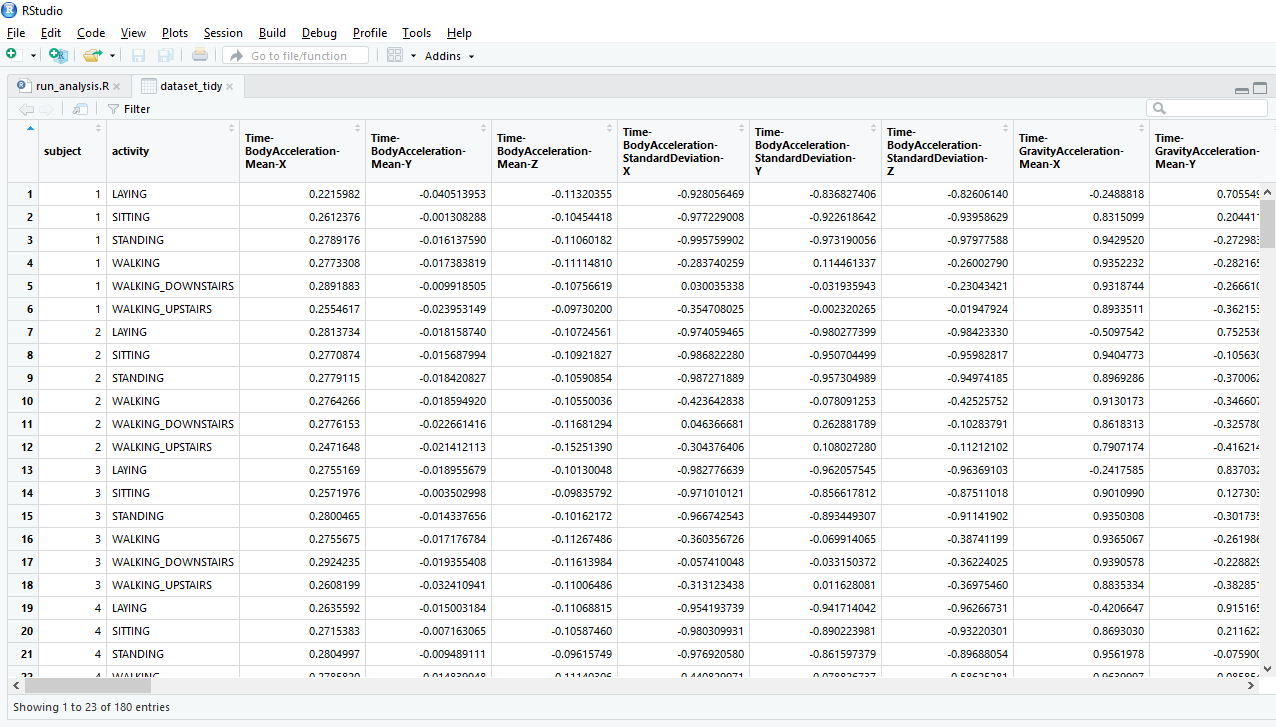 RStudio
File Edit Code View Plots Session Build Debug Profile Tools Help
Go to file/function Addins
run_analysis.R dataset_tidy
Filter
subject activity Time-BodyAcceleration-Mean-X Time-BodyAcceleration-Mean-Y Time-BodyAcceleration-Mean-Z Time-BodyAcceleration-StandardDeviation-X Time-BodyAcceleration-StandardDeviation-Y Time-BodyAcceleration-StandardDeviation-Z Time-GravityAcceleration-Mean-X Time-GravityAcceleration-Mean-Y
1 1 LAYING 0.2215982 -0.040513953 -0.11320355 -0.928056469 -0.836827406 -0.82606140 -0.2488818 0.705549
2 1 SITTING 0.2612376 -0.001308288 -0.10454418 -0.977229008 -0.922618642 -0.93958629 0.8315099 0.204411
3 1 STANDING 0.2789176 -0.016137590 -0.11060182 -0.995759902 -0.973190056 -0.97977588 0.9429520 -0.272983
4 1 WALKING 0.2773308 -0.017383819 -0.11114810 -0.283740259 0.114461337 -0.26002790 0.9352232 -0.282165
5 1 WALKING_DOWNSTAIRS 0.2891883 -0.009918505 -0.10756619 0.030035338 -0.031935943 -0.23043421 0.9318744 -0.266610
6 1 WALKING_UPSTAIRS 0.2554617 -0.023953149 -0.09730200 -0.354708025 -0.002320265 -0.01947924 0.8933511 -0.362153
7 2 LAYING 0.2813734 -0.018158740 -0.10724561 -0.974059465 -0.980277399 -0.98423330 -0.5097542 0.752536
8 2 SITTING 0.2770874 -0.015687994 -0.10921827 -0.986822280 -0.950704499 -0.95982817 0.9404773 -0.105630
9 2 STANDING 0.2779115 -0.018420827 -0.10590854 -0.987271889 -0.957304989 -0.94974185 0.8969286 -0.370062
10 2 WALKING 0.2764266 -0.018594920 -0.10550036 -0.423642838 -0.078091253 -0.42525752 0.9130173 -0.346607
11 2 WALKING_DOWNSTAIRS 0.2776153 -0.022661416 -0.11681294 0.046366681 0.262881789 -0.10283791 0.8618313 -0.325780
12 2 WALKING_UPSTAIRS 0.2471648 -0.021412113 -0.15251390 -0.304376406 0.108027280 -0.11212102 0.7907174 -0.416214
13 3 LAYING 0.2755169 -0.018955679 -0.10130048 -0.982776639 -0.962057545 -0.96369103 -0.2417585 0.837032
14 3 SITTING 0.2571976 -0.003502998 -0.09835792 -0.971010121 -0.856617812 -0.87511018 0.9010990 0.127303
15 3 STANDING 0.2800465 -0.014337656 -0.10162172 -0.966742543 -0.893449307 -0.91141902 0.9350308 -0.301735
16 3 WALKING 0.2755675 -0.017176784 -0.11267486 -0.360356726 -0.069914065 -0.38741199 0.9365067 -0.261986
17 3 WALKING_DOWNSTAIRS 0.2924235 -0.019355408 -0.11613984 -0.057410048 -0.033150372 -0.36224025 0.9390578 -0.228829
18 3 WALKING_UPSTAIRS 0.2608199 -0.032410941 -0.11006486 -0.313123438 0.011628081 -0.36975460 0.8835334 -0.382851
19 4 LAYING 0.2635592 -0.015003184 -0.11068815 -0.954193739 -0.941714042 -0.96266731 -0.4206647 0.915165
20 4 SITTING 0.2715383 -0.007163065 -0.10587460 -0.980309931 -0.890223981 -0.93220301 0.8693030 0.211622
21 4 STANDING 0.2804997 -0.009489111 -0.09615749 -0.976920580 -0.861597379 -0.89688054 0.9561978 -0.075900
22 4 WALKING
Showing 1 to 23 of 180 entries